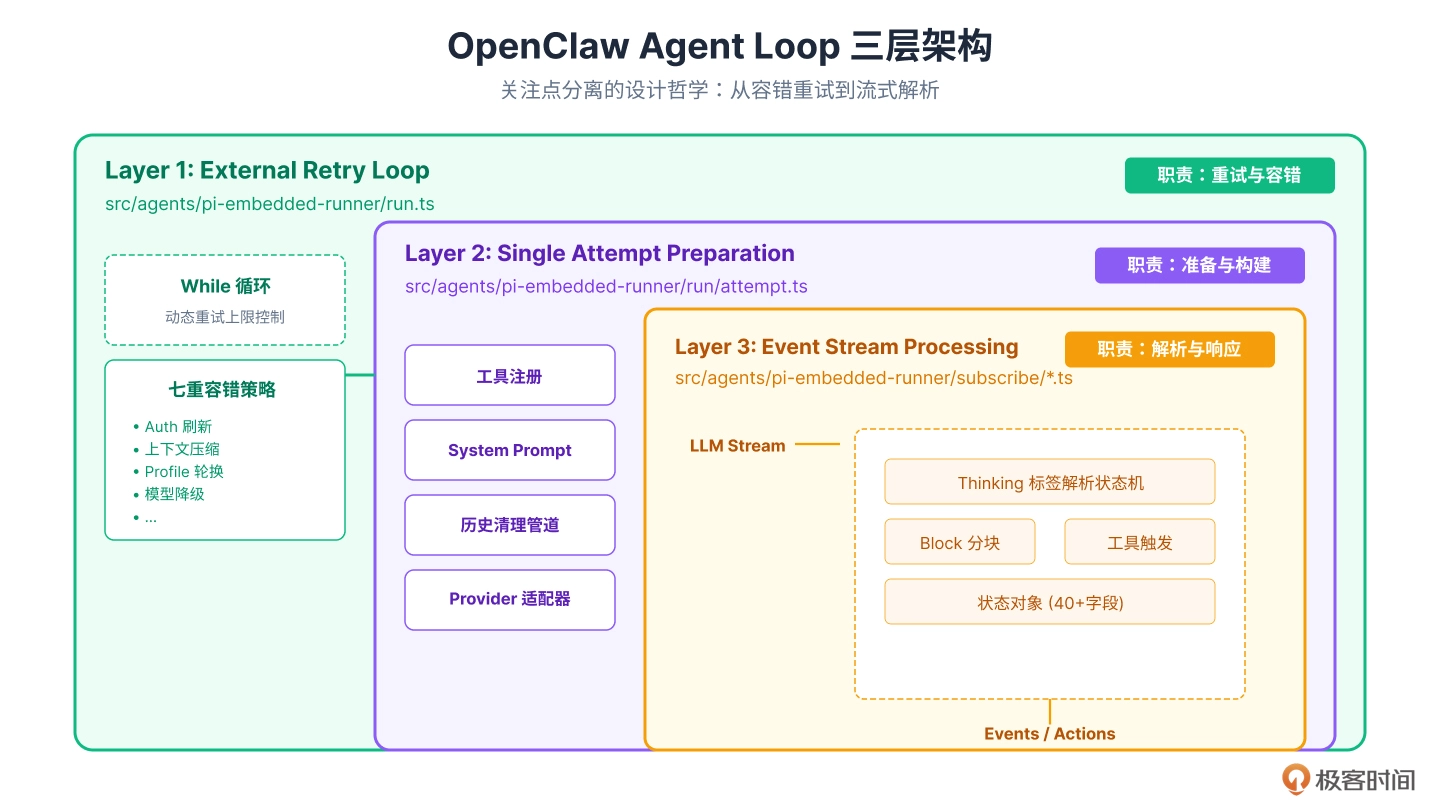 OpenClaw Agent Loop 三层架构
关注点分离的设计哲学：从容错重试到流式解析
Layer 1: External Retry Loop
职责：重试与容错
src/agents/pi-embedded-runner/run.ts
While 循环
动态重试上限控制
七重容错策略
• Auth 刷新
• 上下文压缩
• Profile 轮换
• 模型降级
• ...
Layer 2: Single Attempt Preparation
职责：准备与构建
src/agents/pi-embedded-runner/run/attempt.ts
工具注册
System Prompt
历史清理管道
Provider 适配器
Layer 3: Event Stream Processing
职责：解析与响应
src/agents/pi-embedded-runner/subscribe/*.ts
LLM Stream
Thinking 标签解析状态机
Block 分块
工具触发
状态对象 (40+字段)
Events / Actions
极客时间